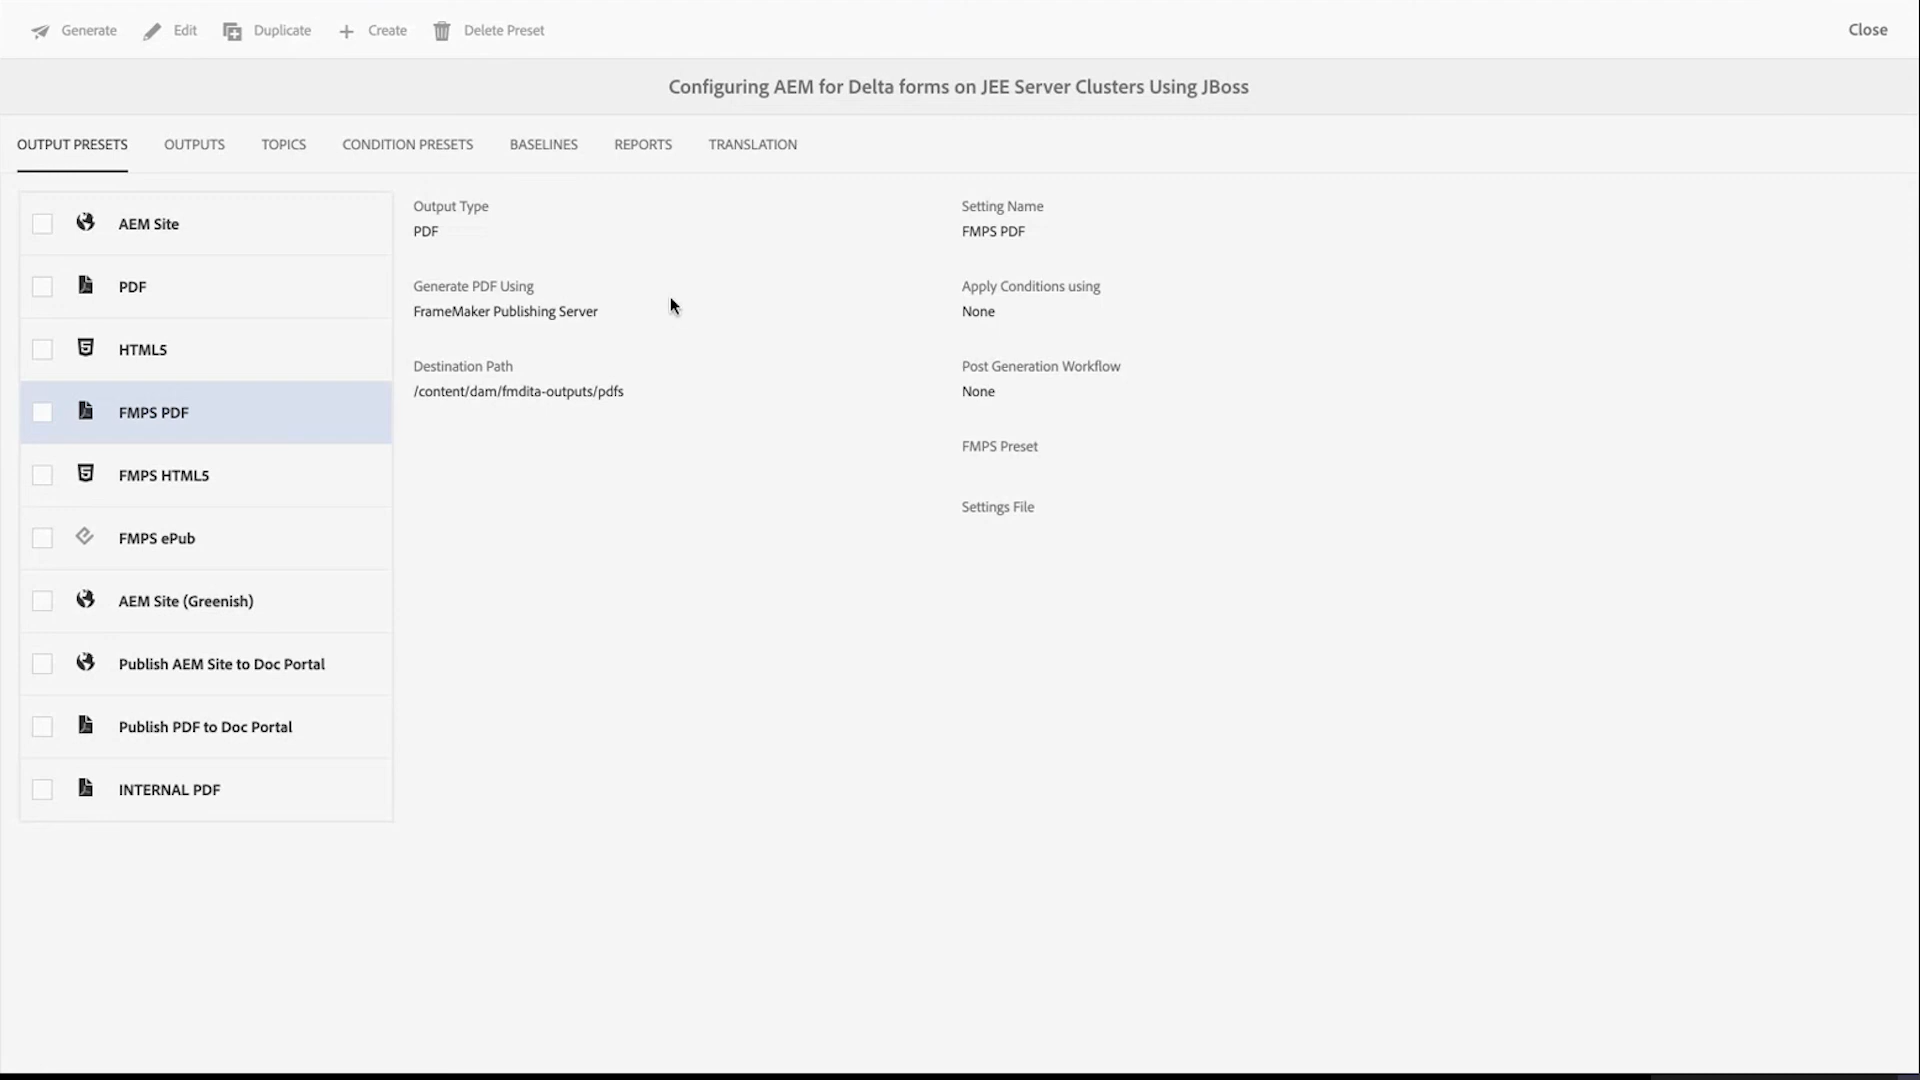 Generate Edit Duplicate Create Delete Preset Close
Configuring AEM for Delta forms on JEE Server Clusters Using JBoss
OUTPUT PRESETS OUTPUTS TOPICS CONDITION PRESETS BASELINES REPORTS TRANSLATION
AEM Site
PDF
HTML5
FMPS PDF
FMPS HTML5
FMPS ePub
AEM Site (Greenish)
Publish AEM Site to Doc Portal
Publish PDF to Doc Portal
INTERNAL PDF
Output Type
PDF
Generate PDF Using
FrameMaker Publishing Server
Destination Path
/content/dam/fmdita-outputs/pdfs
Setting Name
FMPS PDF
Apply Conditions using
None
Post Generation Workflow
None
FMPS Preset
Settings File